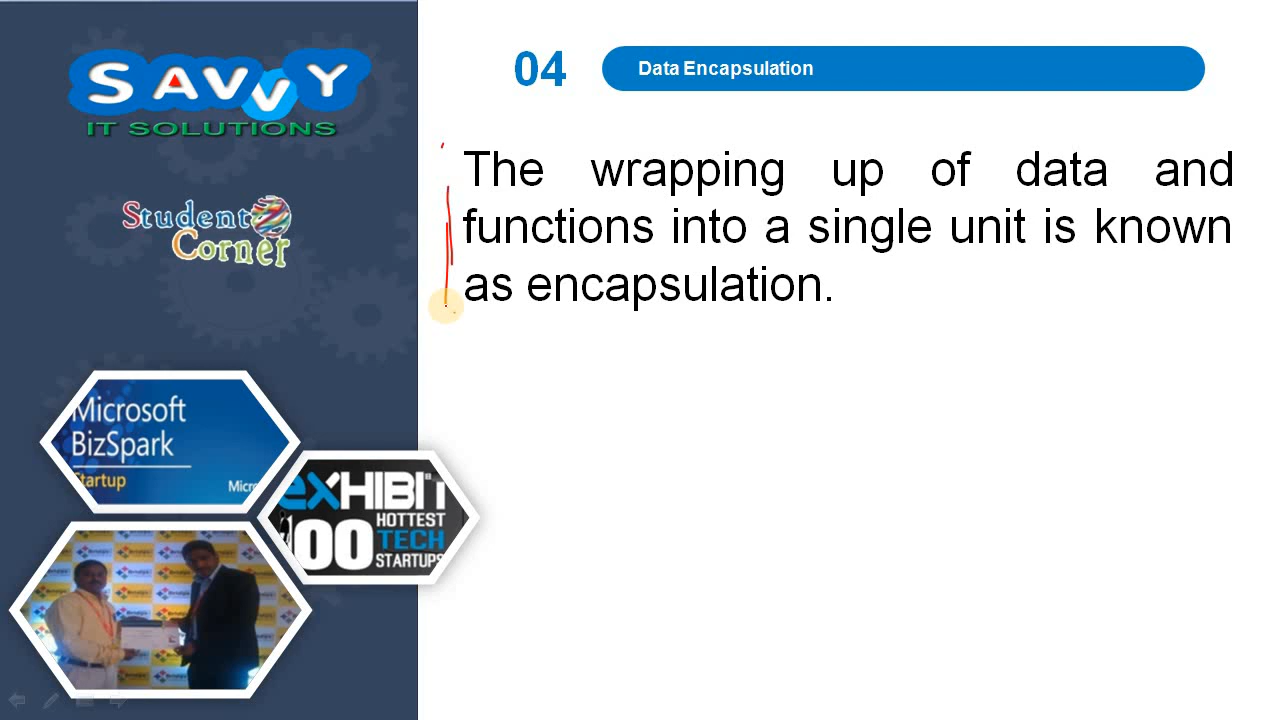 SAVVY
IT SOLUTIONS
Student
Corner
04
Data Encapsulation
The wrapping up of data and
functions into a single unit is known
as encapsulation.
Microsoft
BizSpark
Startup
Micr
eXHIBIT
100
HOTTEST
TECH
STARTUPS